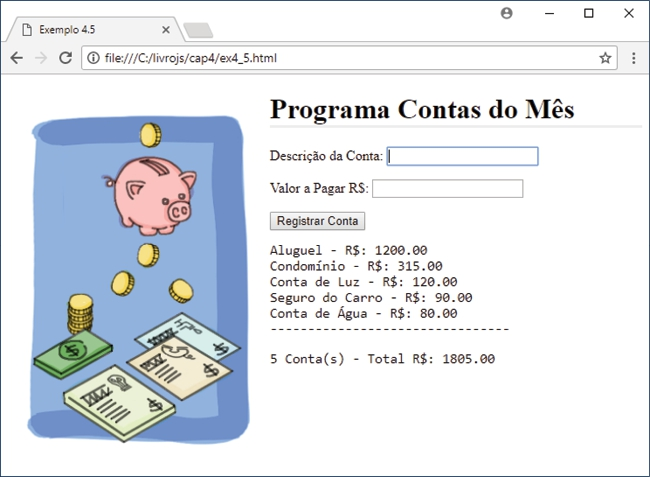 Exemplo 4.5
file:///C:/livrojs/cap4/ex4_5.html
Programa Contas do Mês
Descrição da Conta:
Valor a Pagar R$:
Registrar Conta
Aluguel - R$: 1200.00
Condomínio - R$: 315.00
Conta de Luz - R$: 120.00
Seguro do Carro - R$: 90.00
Conta de Água - R$: 80.00
------------------------------
5 Conta(s) - Total R$: 1805.00
$
$
$
$